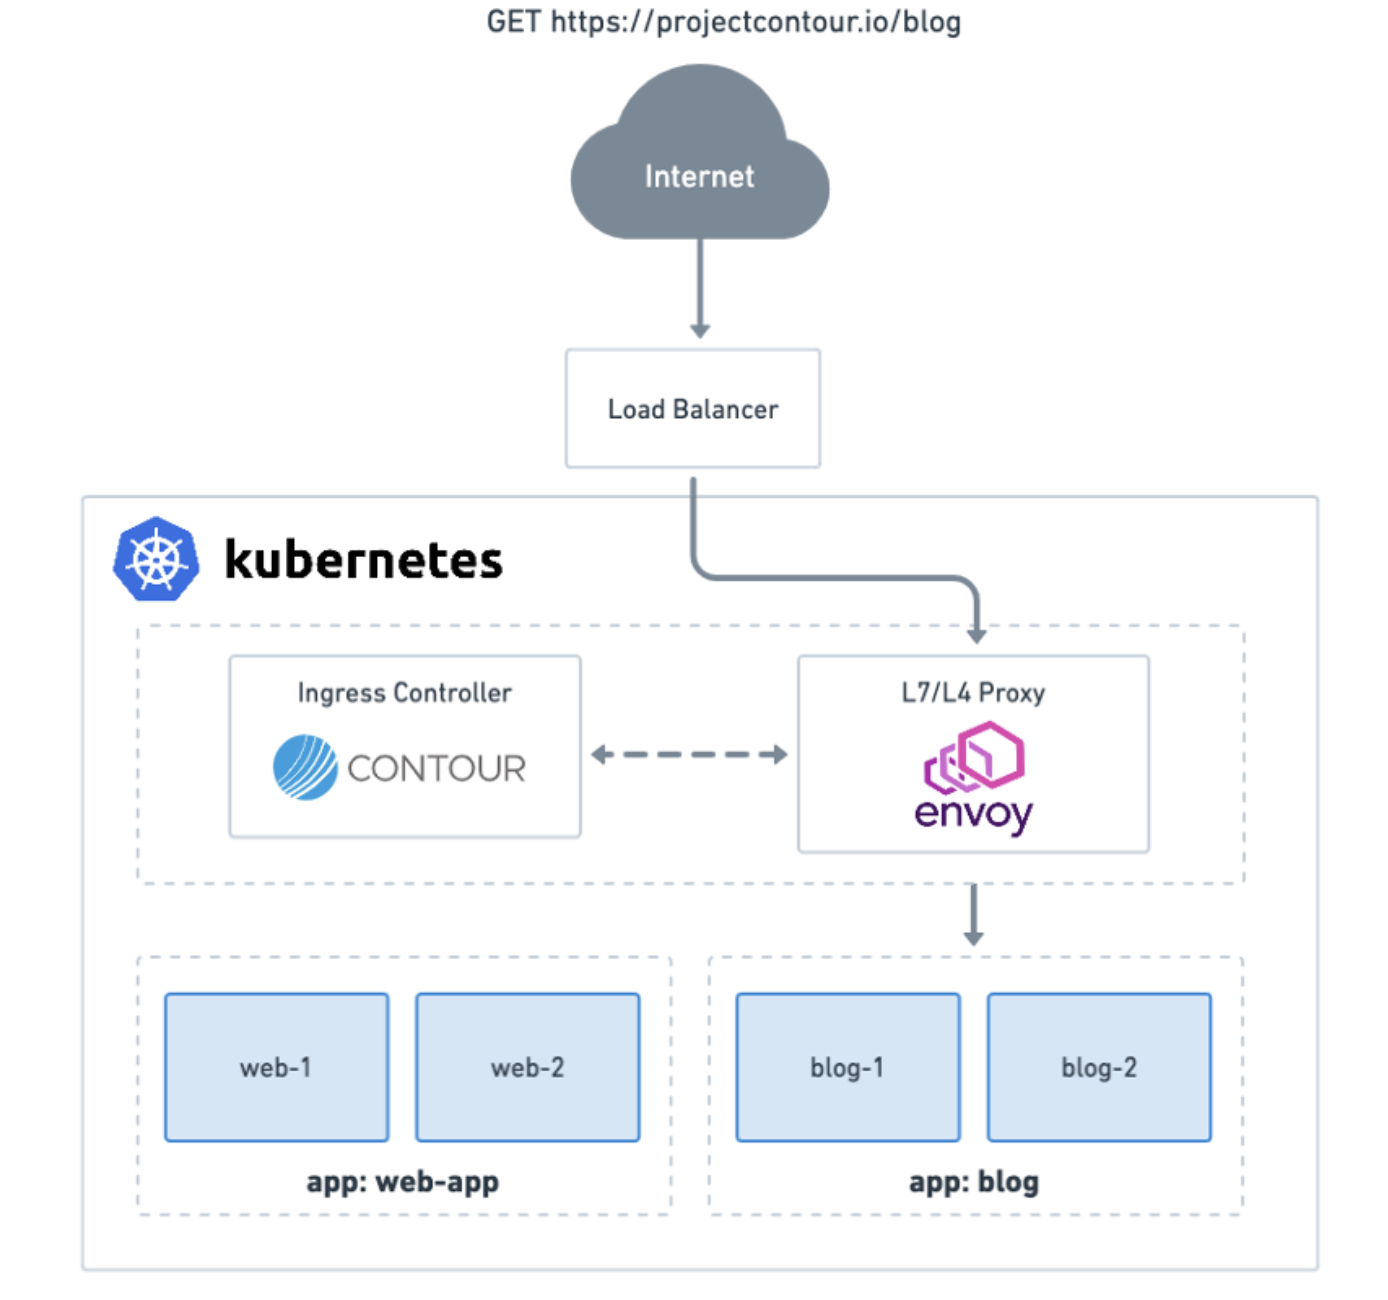 GET https://projectcontour.io/blog
Internet
Load Balancer
kubernetes
Ingress Controller
CONTOUR
L7/L4 Proxy
envoy
web-1
web-2
app: web-app
blog-1
blog-2
app: blog